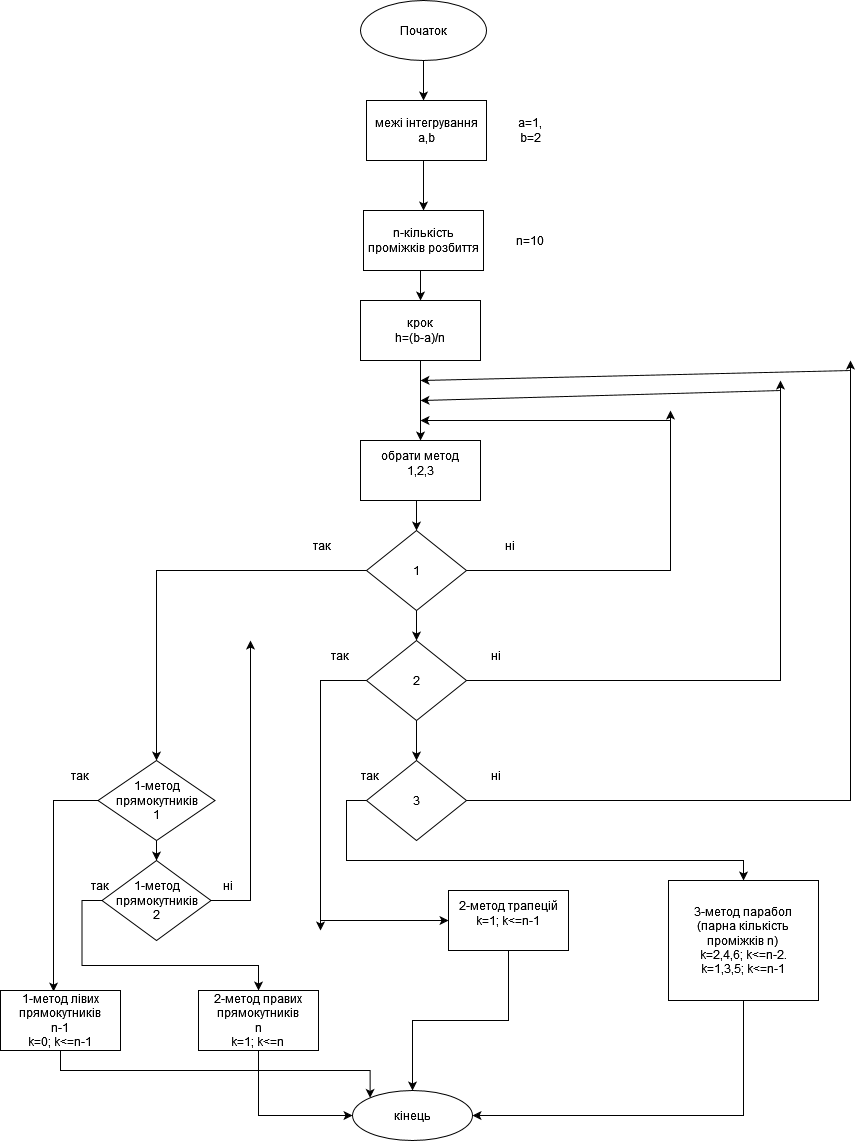 Початок
межі інтегрування
a,b
a=1,
b=2
n-кількість
проміжків розбиття
n=10
крок
h=(b-a)/n
обрати метод
1,2,3
так
1
ні
так
2
ні
так
3
ні
так
1-метод
прямокутників
1
так
1-метод
прямокутників
2
ні
2-метод трапецій
k=1; k<=n-1
3-метод парабол
(парна кількість
проміжків n)
k=2,4,6; k<=n-2.
k=1,3,5; k<=n-1
1-метод лівих
прямокутників
n-1
k=0; k<=n-1
2-метод правих
прямокутників
n
k=1; k<=n
кінець